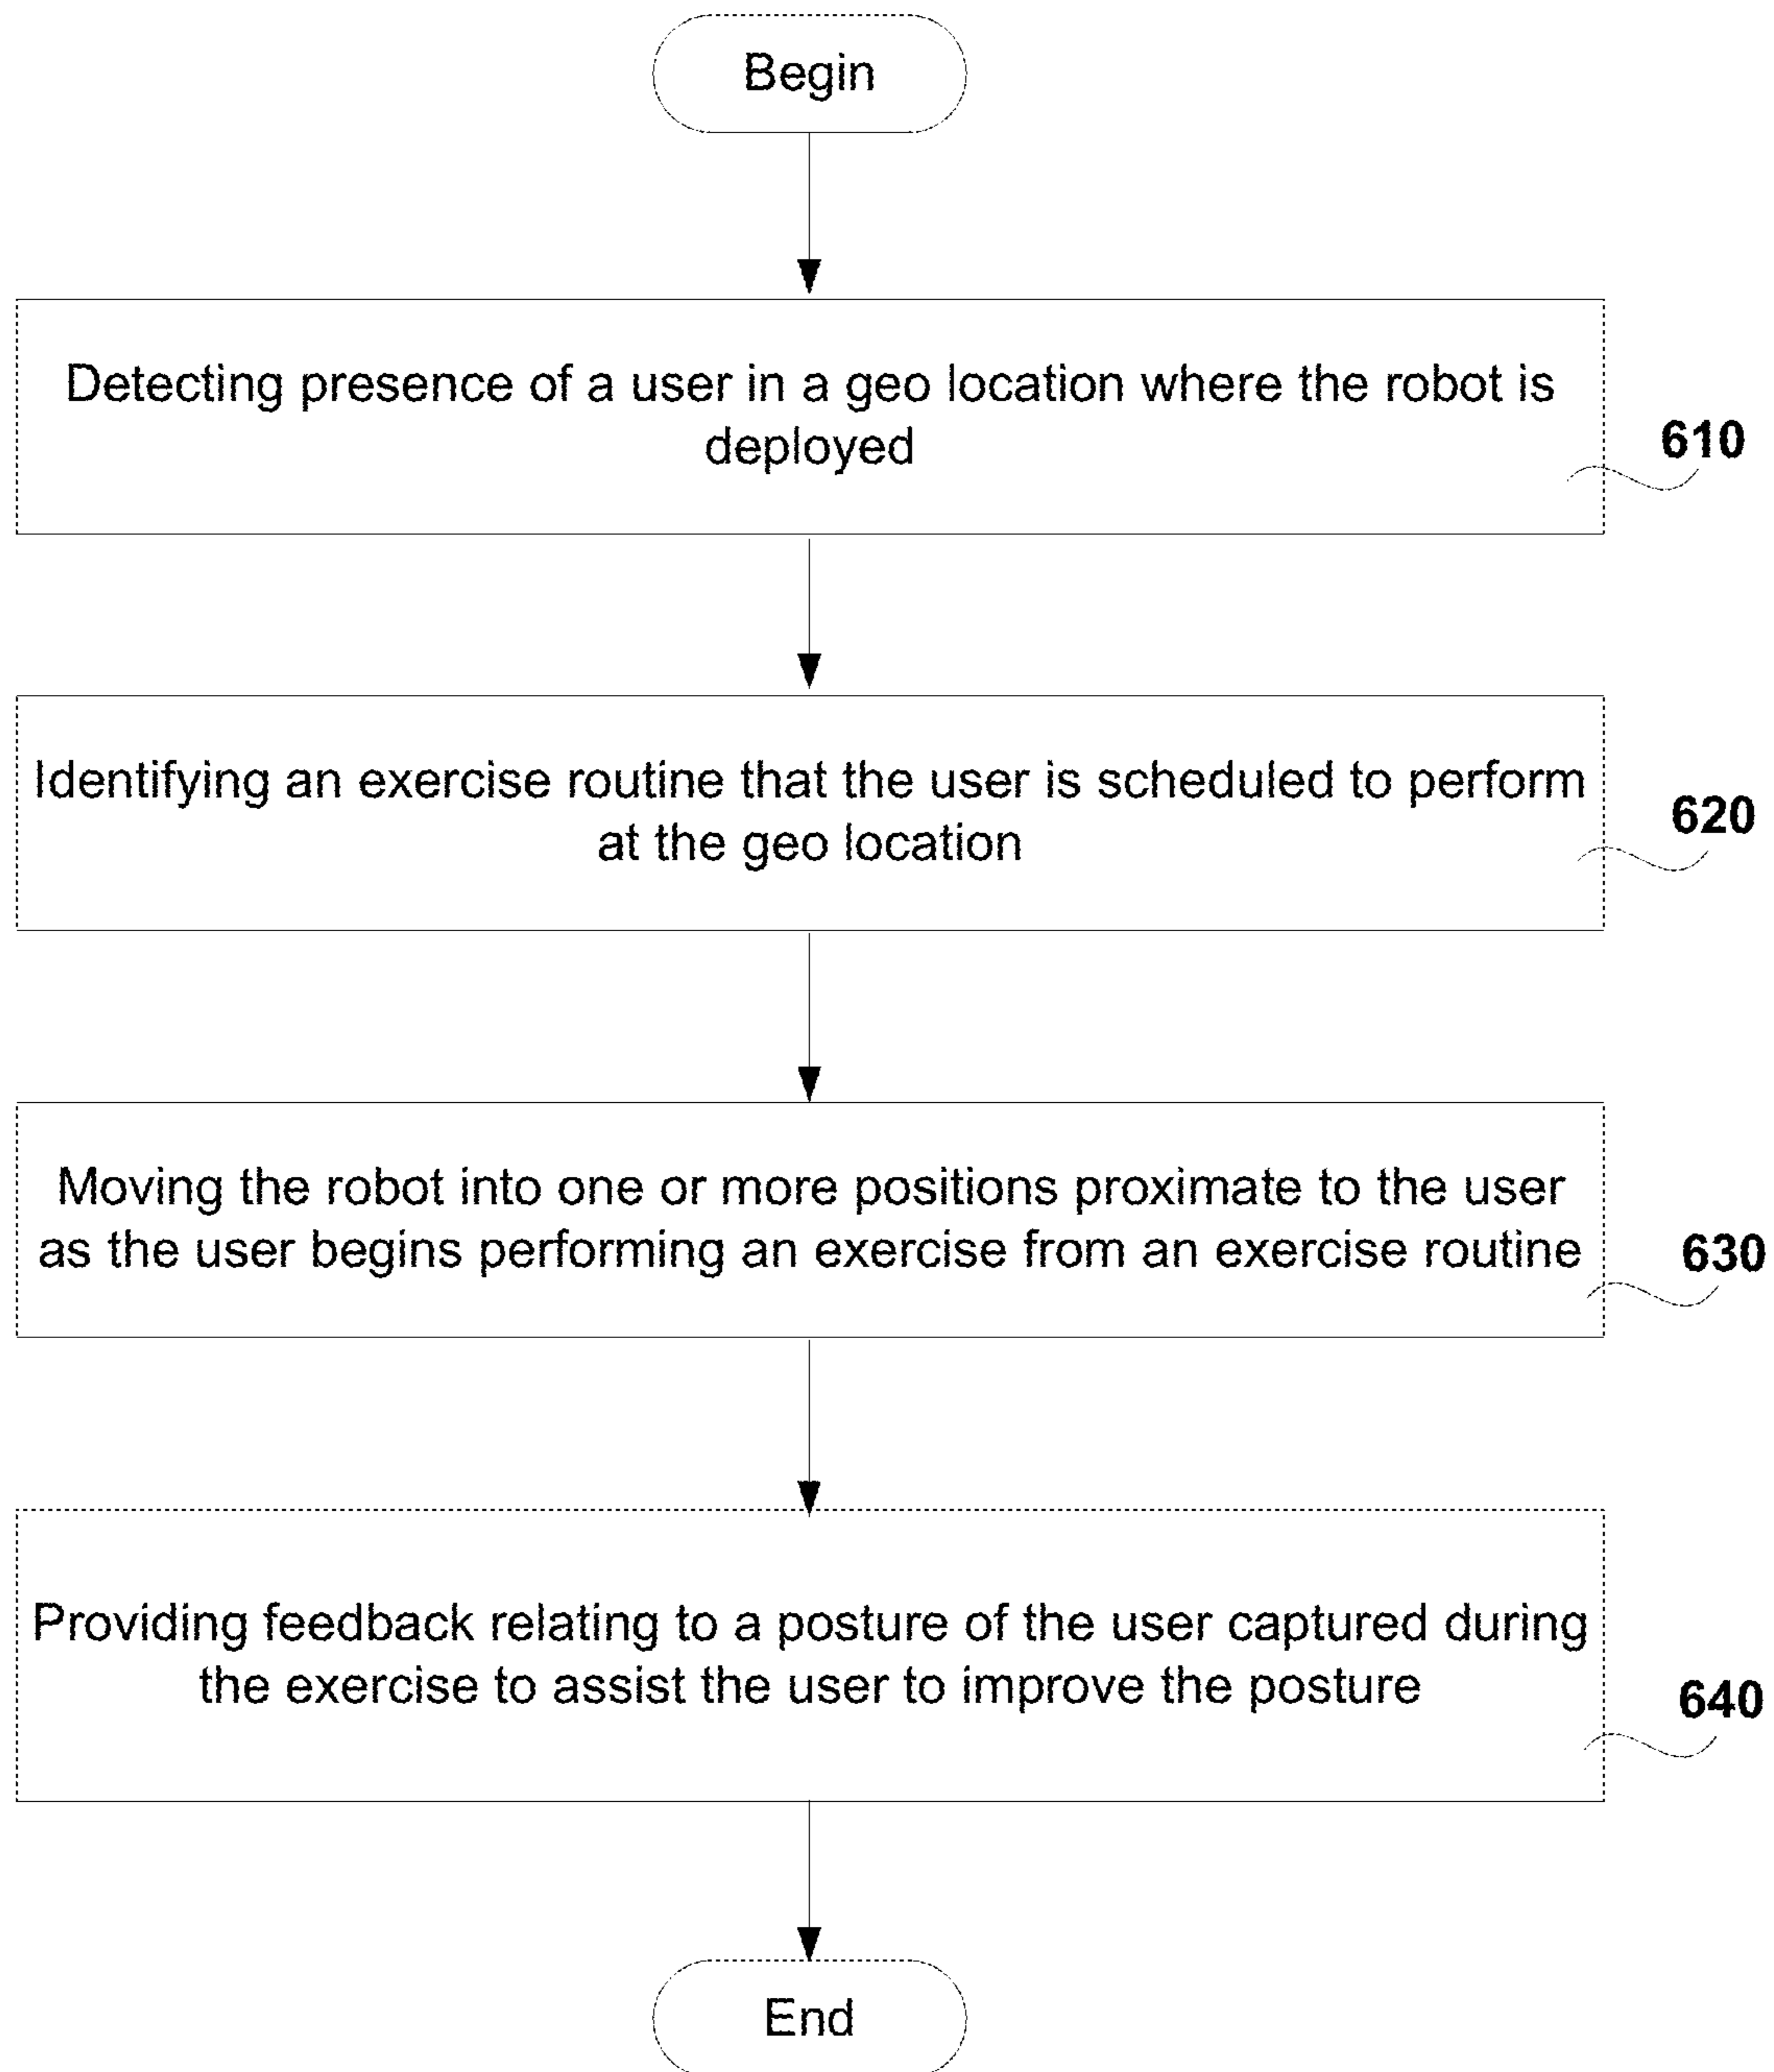 Begin
Detecting presence of a user in a geo location where the robot is
deployed
610
Identifying an exercise routine that the user is scheduled to perform
at the geo location
620
Moving the robot into one or more positions proximate to the user
as the user begins performing an exercise from an exercise routine
630
Providing feedback relating to a posture of the user captured during
the exercise to assist the user to improve the posture
640
End